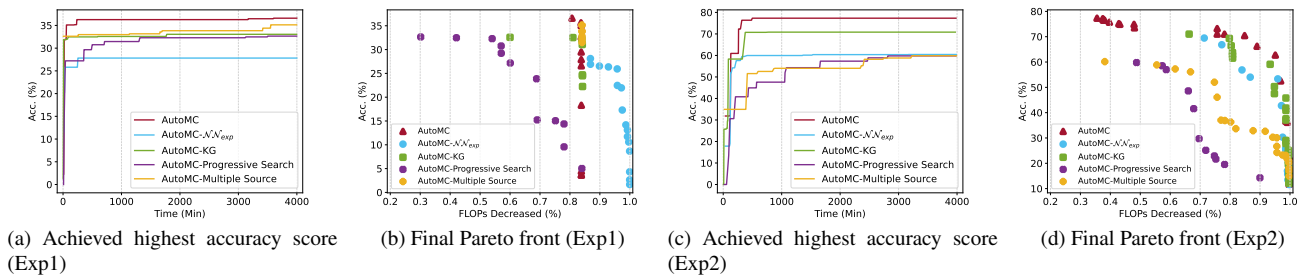 Acc. (%)
35
30
25
20
15
10
5
0
AutoMC
AutoMC-𝒩𝒩exp
AutoMC-KG
AutoMC-Progressive Search
AutoMC-Multiple Source
0 1000 2000 3000 4000
Time (Min)
(a) Achieved highest accuracy score
(Exp1)
Acc. (%)
35
30
25
20
15
10
5
0
AutoMC
AutoMC-𝒩𝒩exp
AutoMC-KG
AutoMC-Progressive Search
AutoMC-Multiple Source
0.2 0.3 0.4 0.5 0.6 0.7 0.8 0.9 1.0
FLOPs Decreased (%)
(b) Final Pareto front (Exp1)
Acc. (%)
80
70
60
50
40
30
20
10
0
AutoMC
AutoMC-𝒩𝒩exp
AutoMC-KG
AutoMC-Progressive Search
AutoMC-Multiple Source
0 1000 2000 3000 4000
Time (Min)
(c) Achieved highest accuracy score
(Exp2)
Acc. (%)
80
70
60
50
40
30
20
10
AutoMC
AutoMC-𝒩𝒩exp
AutoMC-KG
AutoMC-Progressive Search
AutoMC-Multiple Source
0.2 0.3 0.4 0.5 0.6 0.7 0.8 0.9 1.0
FLOPs Decreased (%)
(d) Final Pareto front (Exp2)